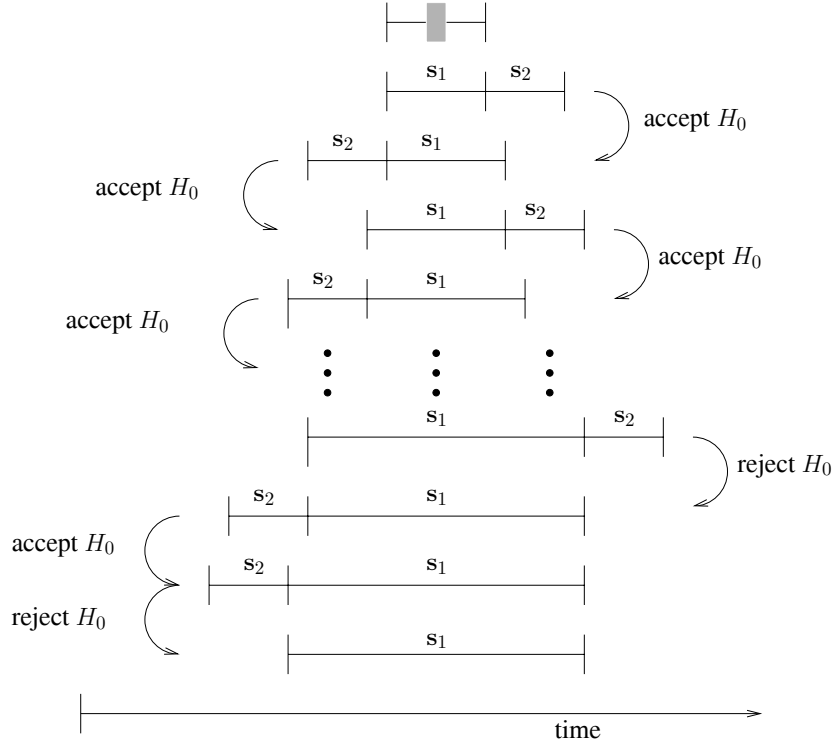 s₁ s₂
accept H₀
s₂ s₁
accept H₀
s₁ s₂
accept H₀
s₂ s₁
accept H₀
s₁ s₂
reject H₀
s₂ s₁
accept H₀
s₂ s₁
reject H₀
s₁
time